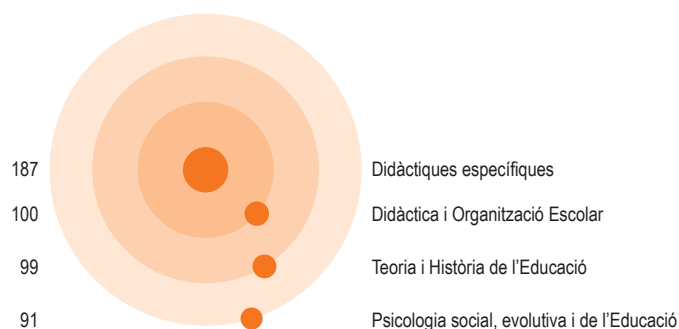 187 Didàctiques específiques
100 Didàctica i Organització Escolar
99 Teoria i Història de l’Educació
91 Psicologia social, evolutiva i de l’Educació